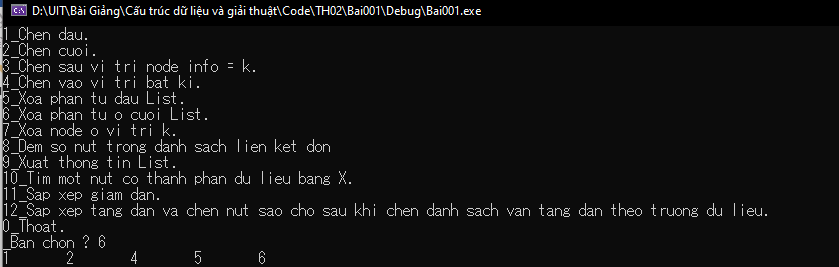 D:\UIT\Bài Giảng\Cấu trúc dữ liệu và giải thuật\Code\TH02\Bai001\Debug\Bai001.exe
1_Chen dau.
2_Chen cuoi.
3_Chen sau vi tri node info = k.
4_Chen vao vi tri bat ki.
5_Xoa phan tu dau List.
6_Xoa phan tu o cuoi List.
7_Xoa node o vi tri k.
8_Dem so nut trong danh sach lien ket don
9_Xuat thong tin List.
10_Tim mot nut co thanh phan du lieu bang X.
11_Sap xep giam dan.
12_Sap xep tang dan va chen nut sao cho sau khi chen danh sach van tang dan theo truong du lieu.
0_Thoat.
_Ban chon ? 6
1 2 4 5 6